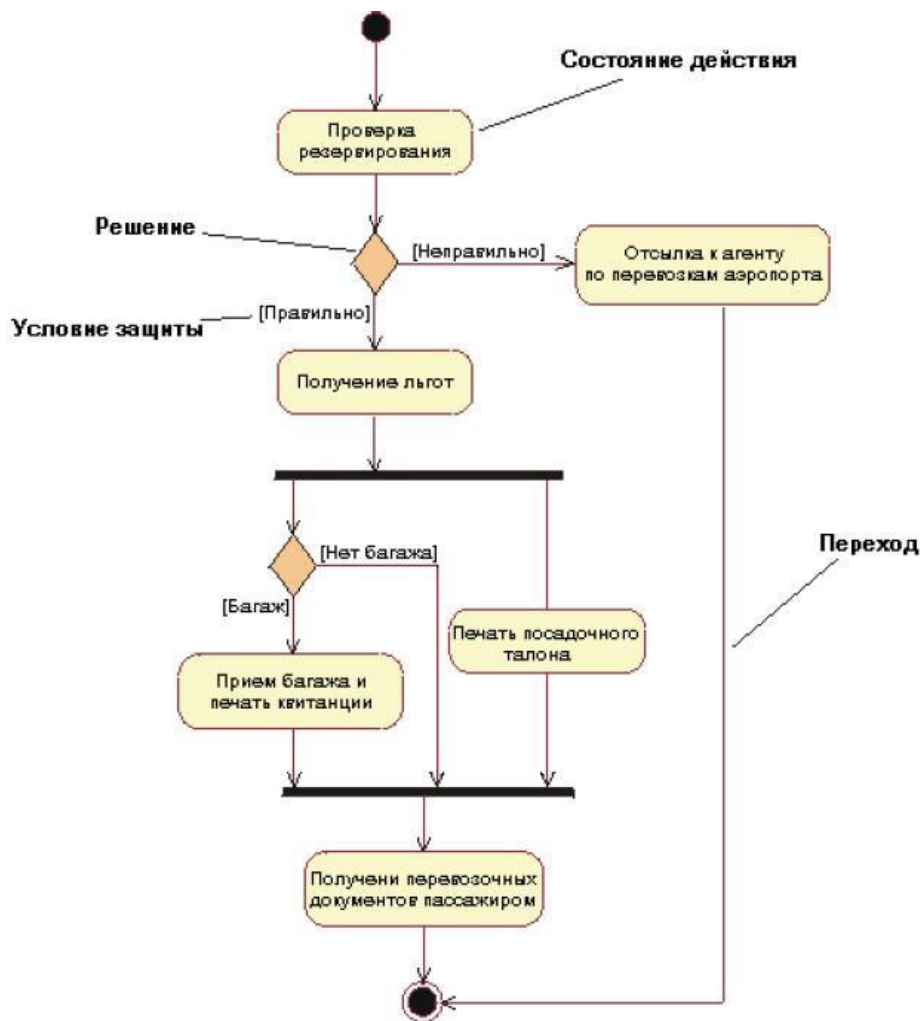 Состояние действия
Проверка
резервирования
Решение
[Неправильно]
Отсылка к агенту
по перевозкам аэропорта
[Правильно]
Условие защиты
Получение льгот
[Нет багажа]
Переход
[Багаж]
Печать посадочного
талона
Прием багажа и
печать квитанции
Получени перевозочных
документов пассажиром